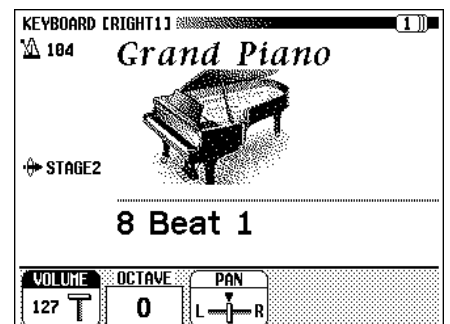 KEYBOARD [RIGHT1] 1
104 Grand Piano
STAGE2
8 Beat 1
VOLUME OCTAVE PAN
127 0 L R